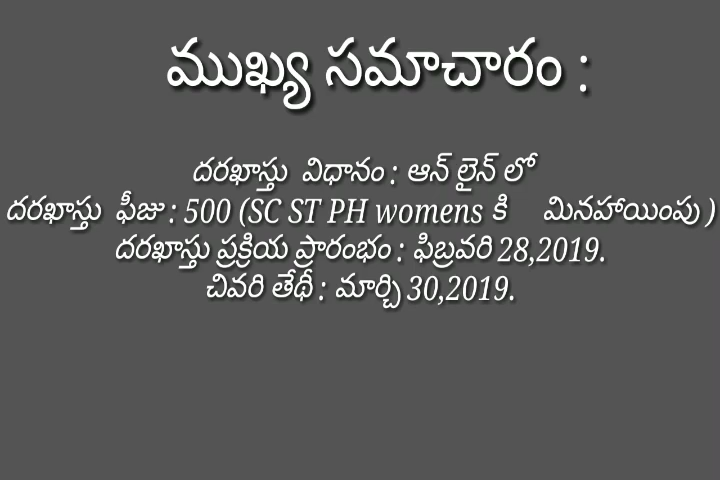 ముఖ్య సమాచారం :
దరఖాస్తు విధానం : ఆన్ లైన్ లో
దరఖాస్తు ఫీజు : 500 (SC ST PH womens కి మినహాయింపు )
దరఖాస్తు ప్రక్రియ ప్రారంభం : ఫిబ్రవరి 28,2019.
చివరి తేథీ : మార్చి 30,2019.